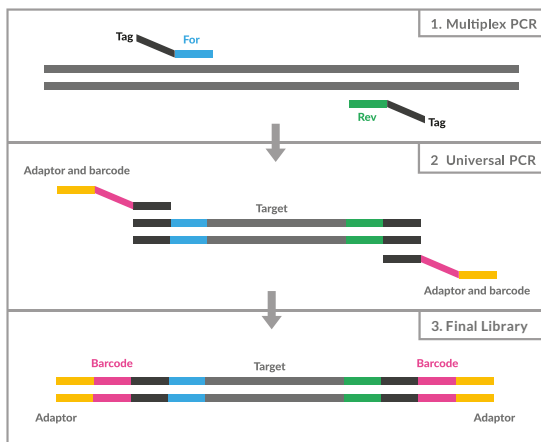 1. Multiplex PCR
Tag
For
Rev
Tag
2 Universal PCR
Adaptor and barcode
Target
Adaptor and barcode
3. Final Library
Barcode
Target
Barcode
Adaptor
Adaptor